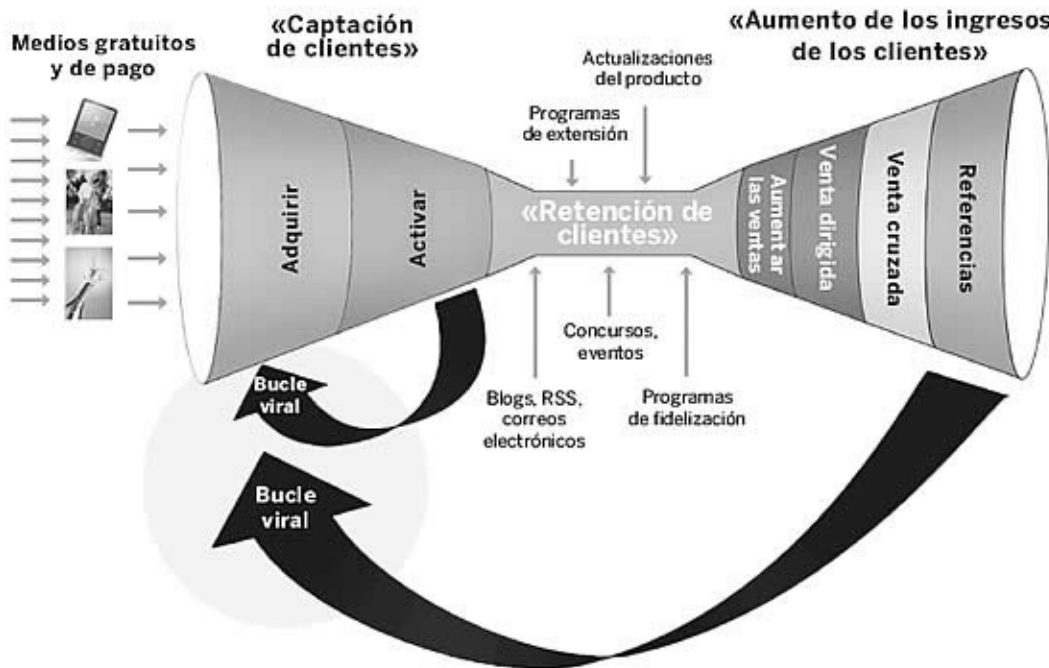 «Captación
de clientes»
«Aumento de los ingresos
de los clientes»
Medios gratuitos
y de pago
Actualizaciones
del producto
Programas
de extensión
Adquirir
Activar
«Retención de
clientes»
Aumentar
las ventas
Venta dirigida
Venta cruzada
Referencias
Concursos,
eventos
Blogs, RSS,
correos
electrónicos
Programas
de fidelización
Bucle
viral
Bucle
viral